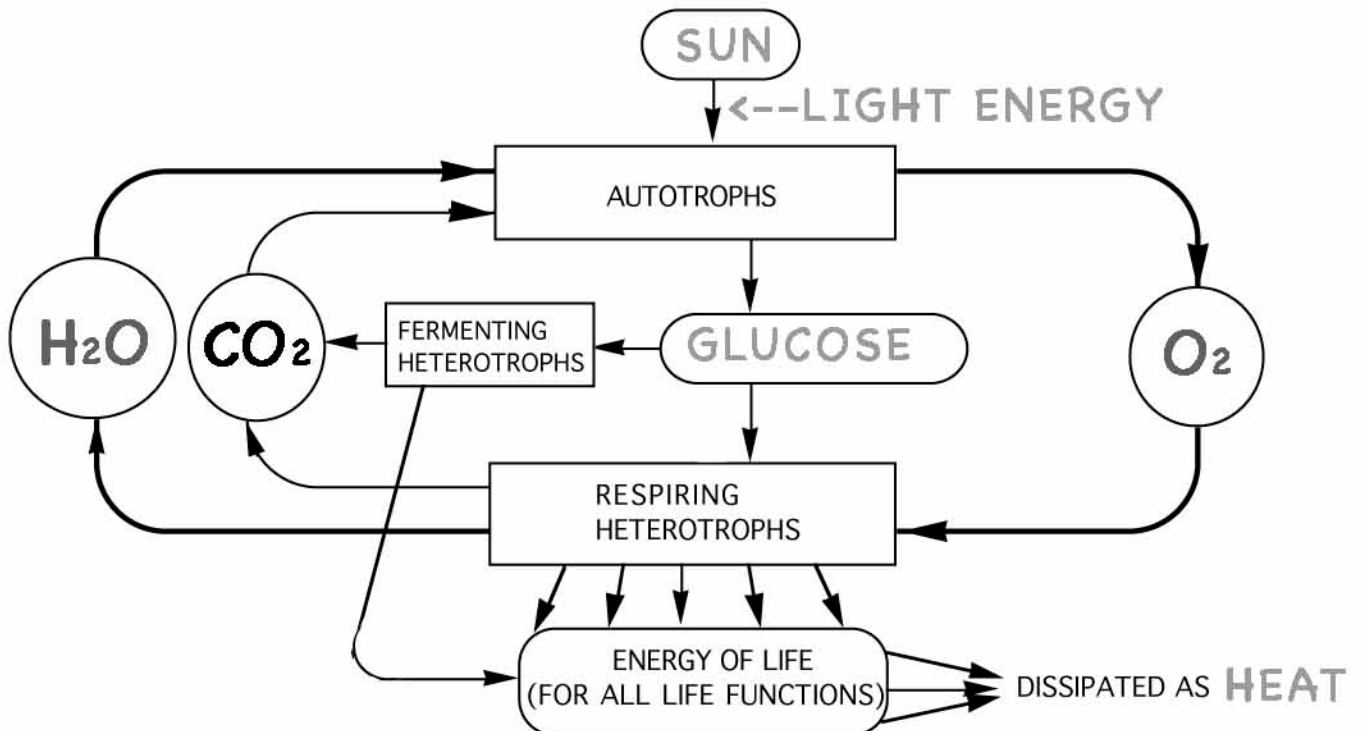 SUN
<--LIGHT ENERGY
AUTOTROPHS
H2O
CO2
FERMENTING
HETEROTROPHS
GLUCOSE
O2
RESPIRING
HETEROTROPHS
ENERGY OF LIFE
(FOR ALL LIFE FUNCTIONS)
DISSIPATED AS HEAT